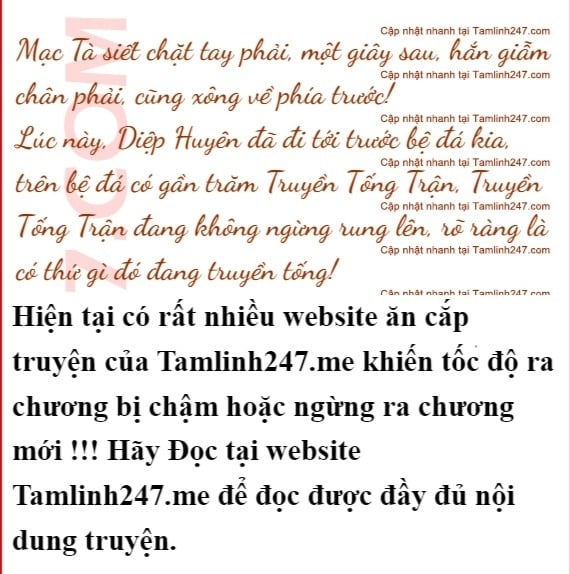 Cập nhật nhanh tại Tamlinh247.com
Mạc Tà siết chặt tay phải, một giây sau, hắn giẫm
Cập nhật nhanh tại Tamlinh247.com
chân phải, cũng xông về phía trước!
Cập nhật nhanh tại Tamlinh247.com
Lúc này, Diệp Huyên đã đi tới trước bệ đá kia,
Cập nhật nhanh tại Tamlinh247.com
trên bệ đá có gần trăm Truyền Tống Trận, Truyền
Cập nhật nhanh tại Tamlinh247.com
Tống Trận đang không ngừng rung lên, rõ ràng là
Cập nhật nhanh tại Tamlinh247.com
có thứ gì đó đang truyền tống!
Cập nhật nhanh tại Tamlinh247.com
7.COM
Hiện tại có rất nhiều website ăn cắp
truyện của Tamlinh247.me khiến tốc độ ra
chương bị chậm hoặc ngừng ra chương
mới !!! Hãy Đọc tại website
Tamlinh247.me để đọc được đầy đủ nội
dung truyện.